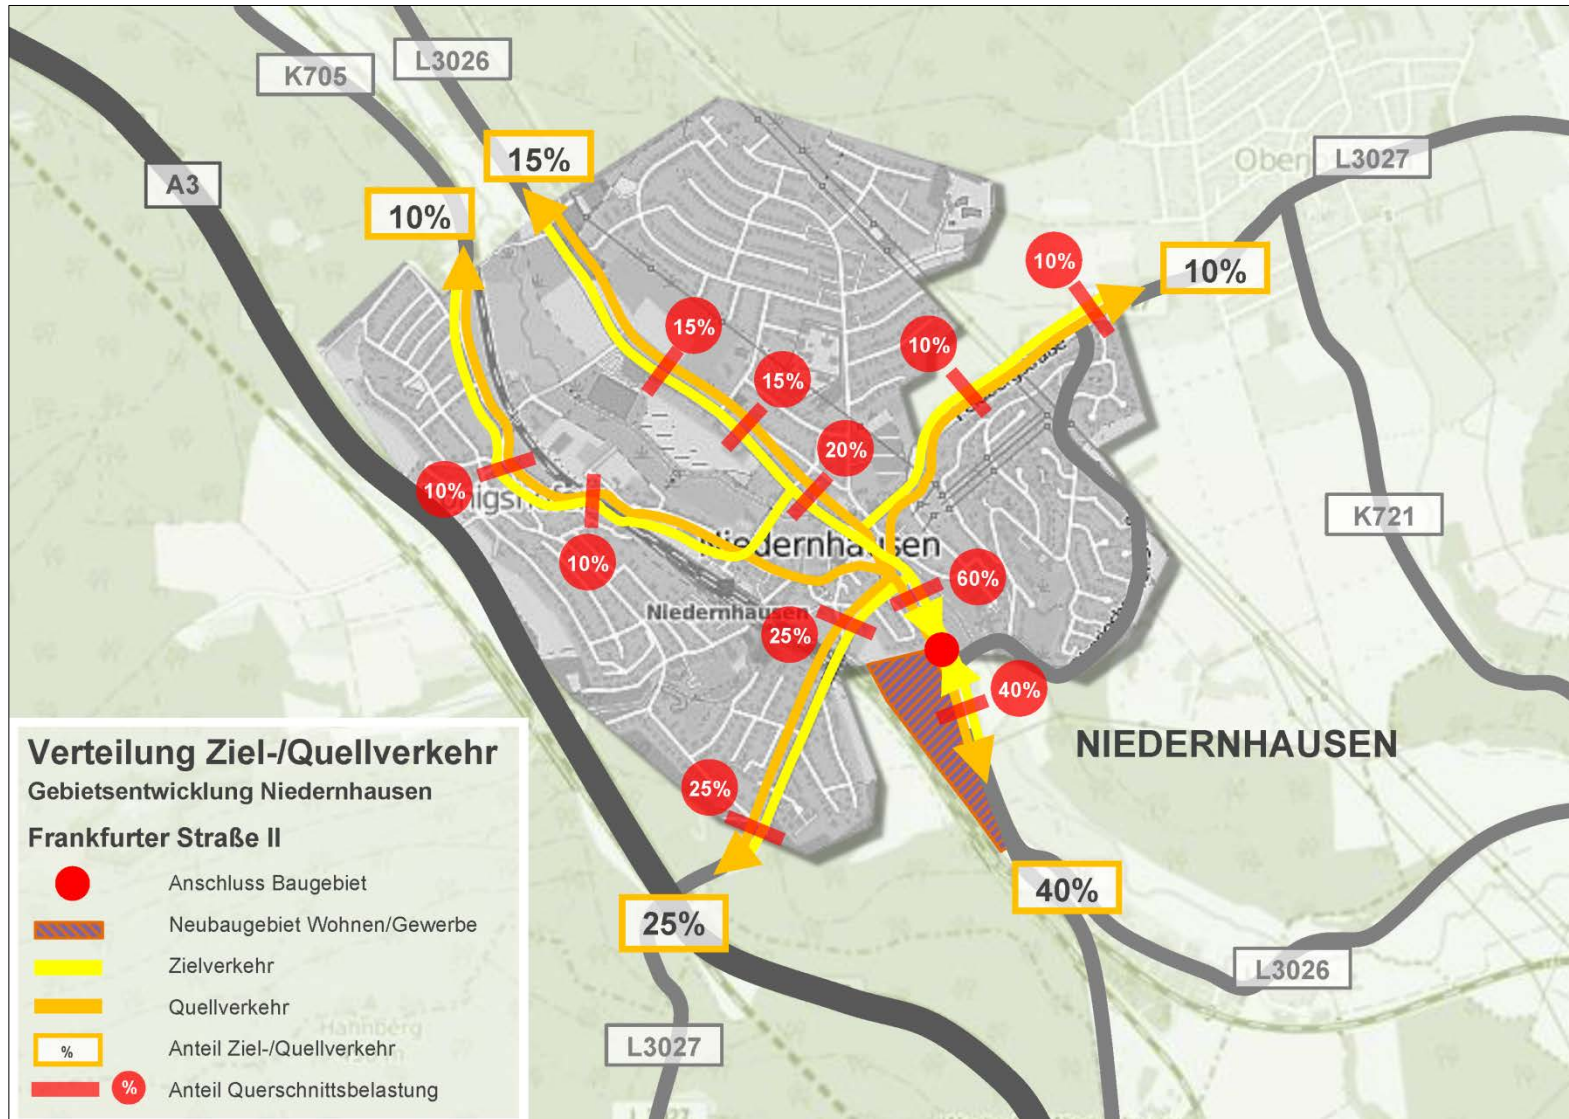 K705
L3026
A3
15%
10%
L3027
10%
10%
15%
10%
15%
20%
10%
K721
Niedernhausen
10%
60%
Niedernhausen
25%
40%
NIEDERNHAUSEN
25%
40%
25%
L3026
L3027
Verteilung Ziel-/Quellverkehr
Gebietsentwicklung Niedernhausen
Frankfurter Straße II
Anschluss Baugebiet
Neubaugebiet Wohnen/Gewerbe
Zielverkehr
Quellverkehr
Hahnberg
% Anteil Ziel-/Quellverkehr
% Anteil Querschnittsbelastung